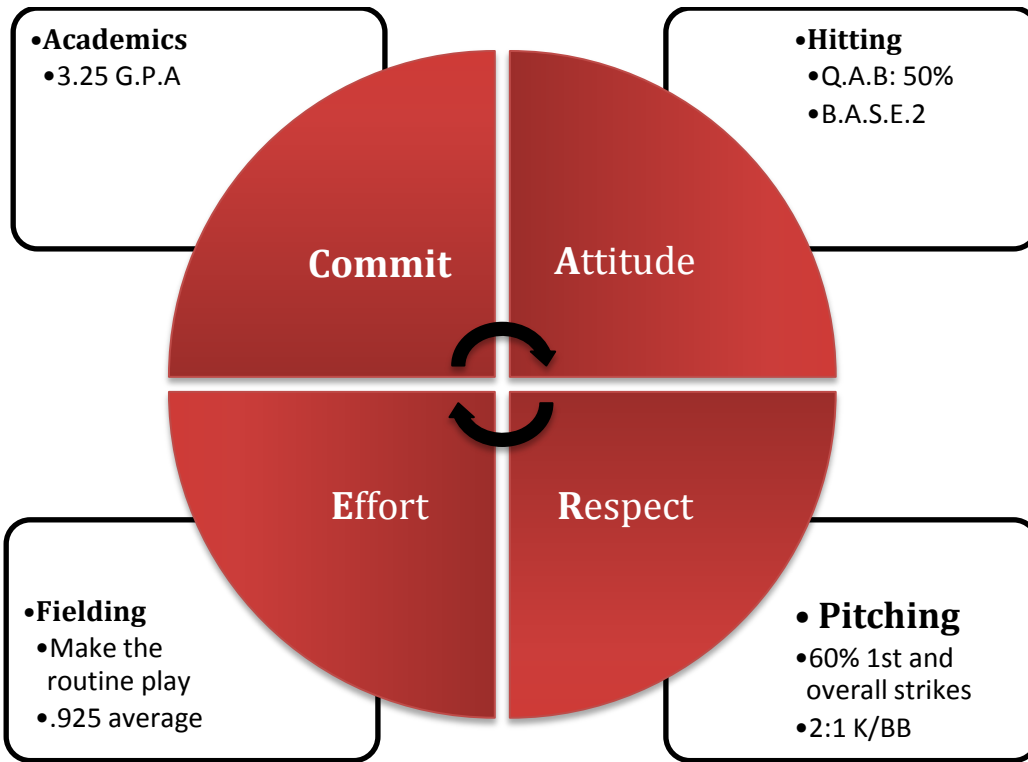 •Academics
•3.25 G.P.A
•Hitting
•Q.A.B: 50%
•B.A.S.E.2
Commit
Attitude
Effort
Respect
•Fielding
•Make the
routine play
•.925 average
• Pitching
•60% 1st and
overall strikes
•2:1 K/BB